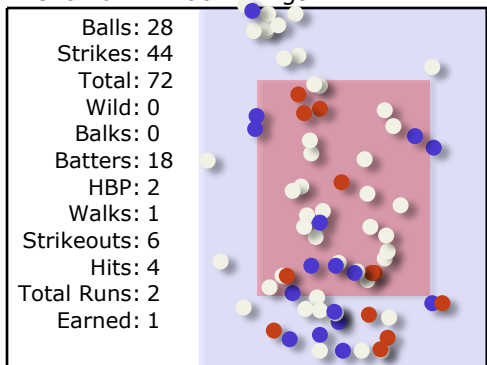 Balls: 28
Strikes: 44
Total: 72
Wild: 0
Balks: 0
Batters: 18
HBP: 2
Walks: 1
Strikeouts: 6
Hits: 4
Total Runs: 2
Earned: 1